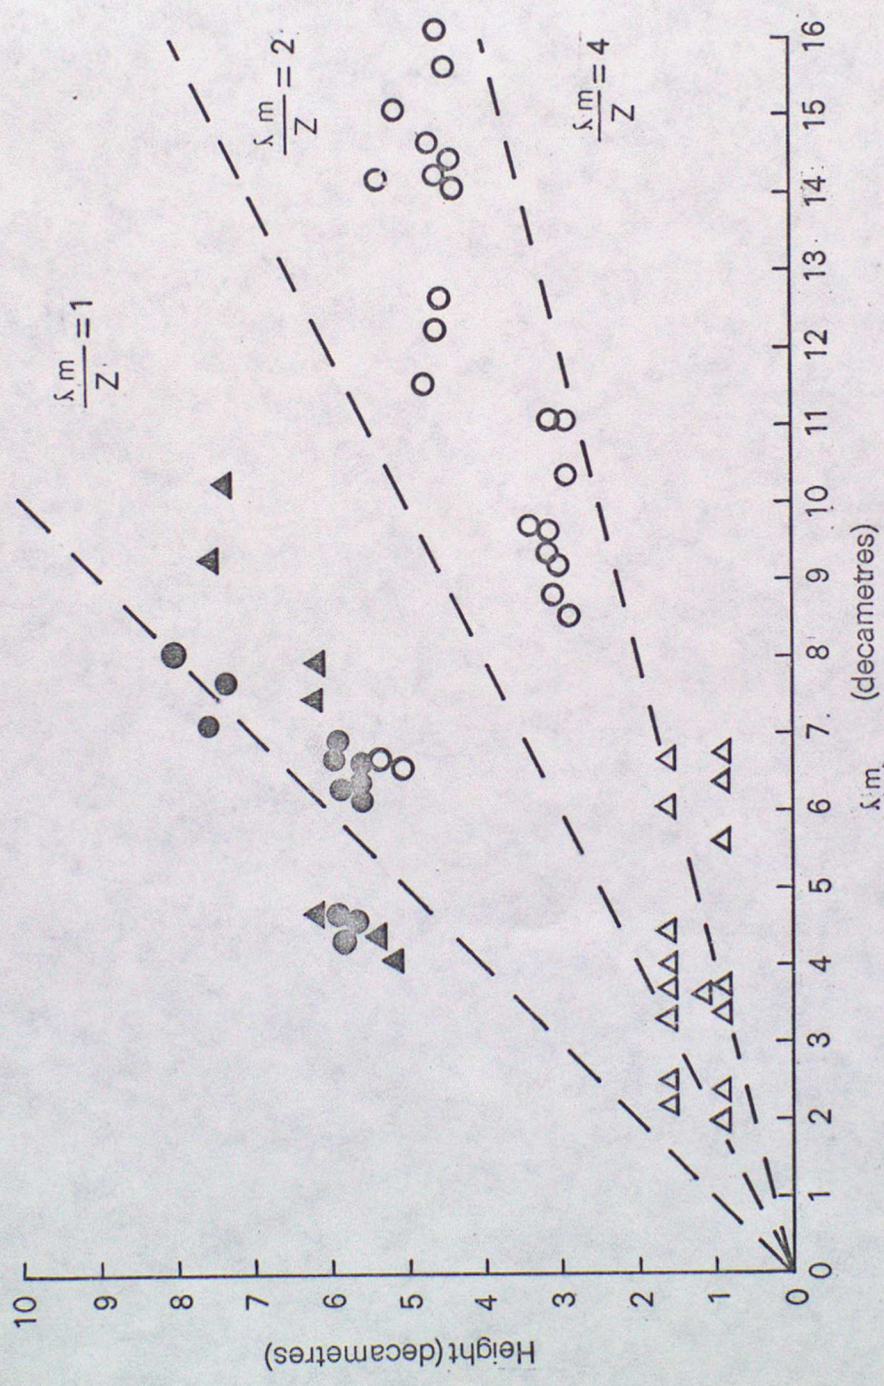 10
9
8
7
6
5
4
3
2
1
0
Height (decametres)
λm/Z = 1
λm/Z = 2
λm/Z = 4
0 1 2 3 4 5 6 7 8 9 10 11 12 13 14 15 16
λm (decametres)